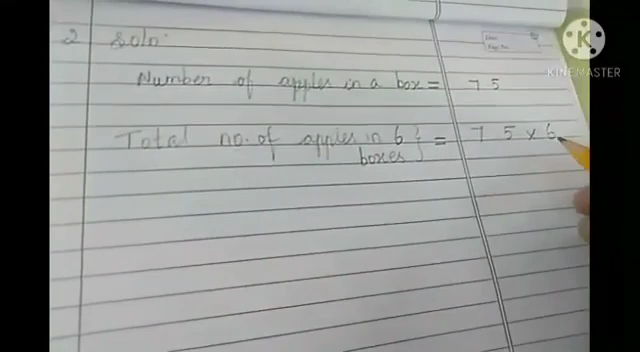 2 Soln.
Number of apples in a box = 75
Total no. of apples in 6 } = 75 x 6
boxes
KINEMASTER